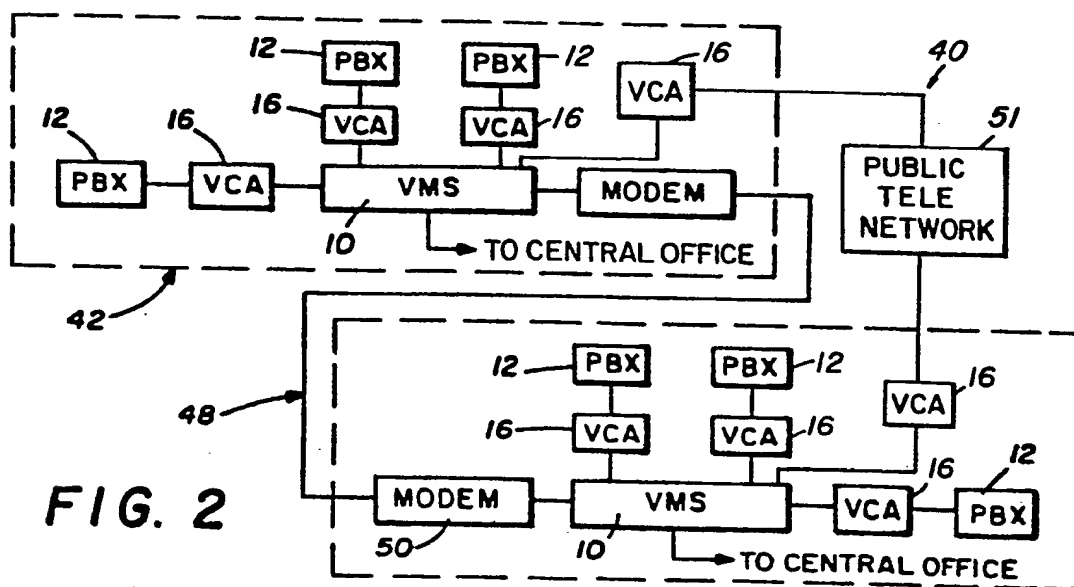 12 PBX
PBX 12
16
VCA
40
16 VCA
VCA 16
51
12
16
PBX
VCA
VMS
MODEM
PUBLIC
TELE
NETWORK
10
TO CENTRAL OFFICE
42
48
12 PBX
PBX 12
16
VCA
16 VCA
VCA 16
16
12
MODEM
VMS
VCA
PBX
50
10
TO CENTRAL OFFICE
FIG. 2